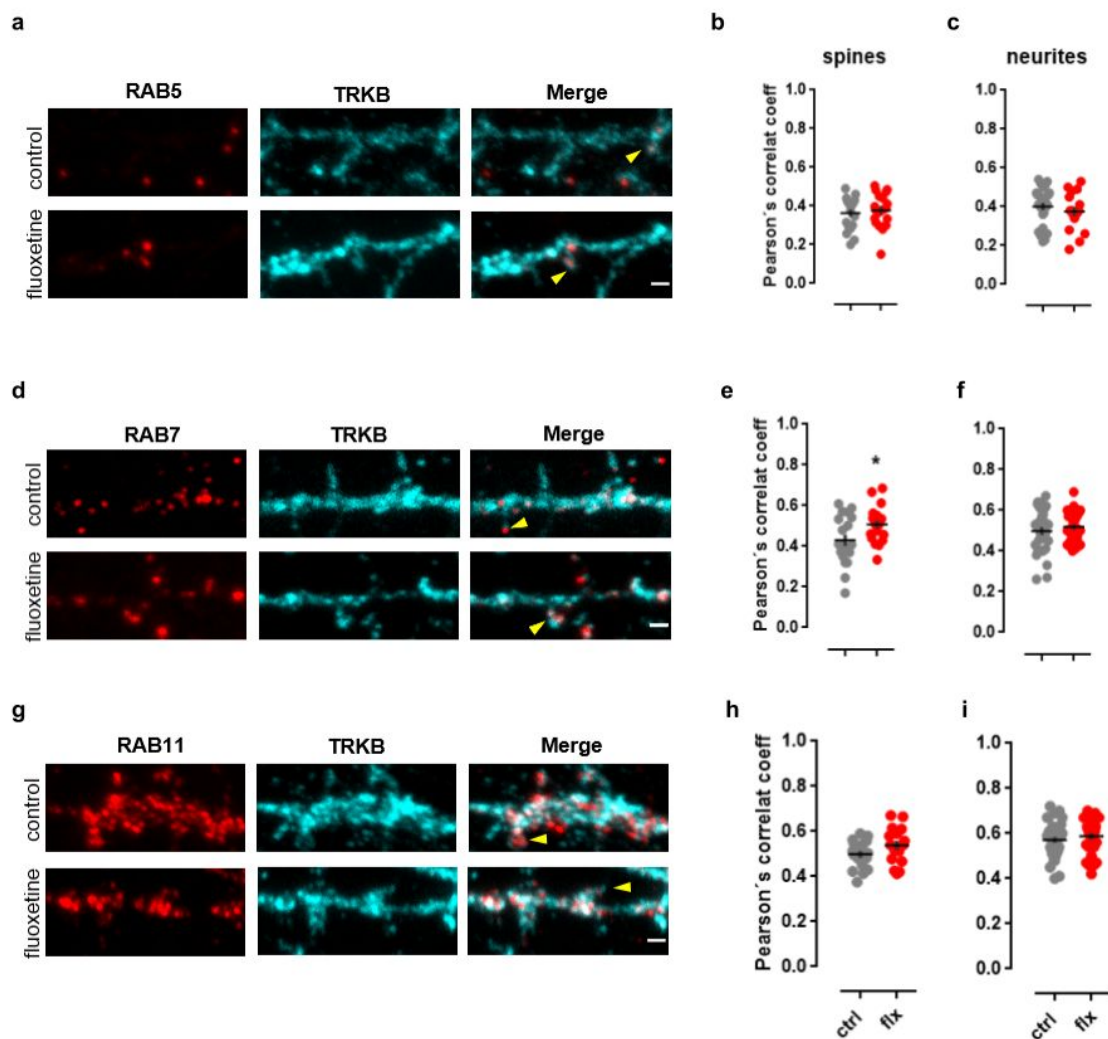 a
RAB5 TRKB Merge
control
fluoxetine
b
spines
Pearson´s correlat coeff
1.0
0.8
0.6
0.4
0.2
0.0
c
neurites
1.0
0.8
0.6
0.4
0.2
0.0
d
RAB7 TRKB Merge
control
fluoxetine
e
Pearson´s correlat coeff
1.0
0.8
0.6
0.4
0.2
0.0
*
f
1.0
0.8
0.6
0.4
0.2
0.0
g
RAB11 TRKB Merge
control
fluoxetine
h
Pearson´s correlat coeff
1.0
0.8
0.6
0.4
0.2
0.0
ctrl flx
i
1.0
0.8
0.6
0.4
0.2
0.0
ctrl flx